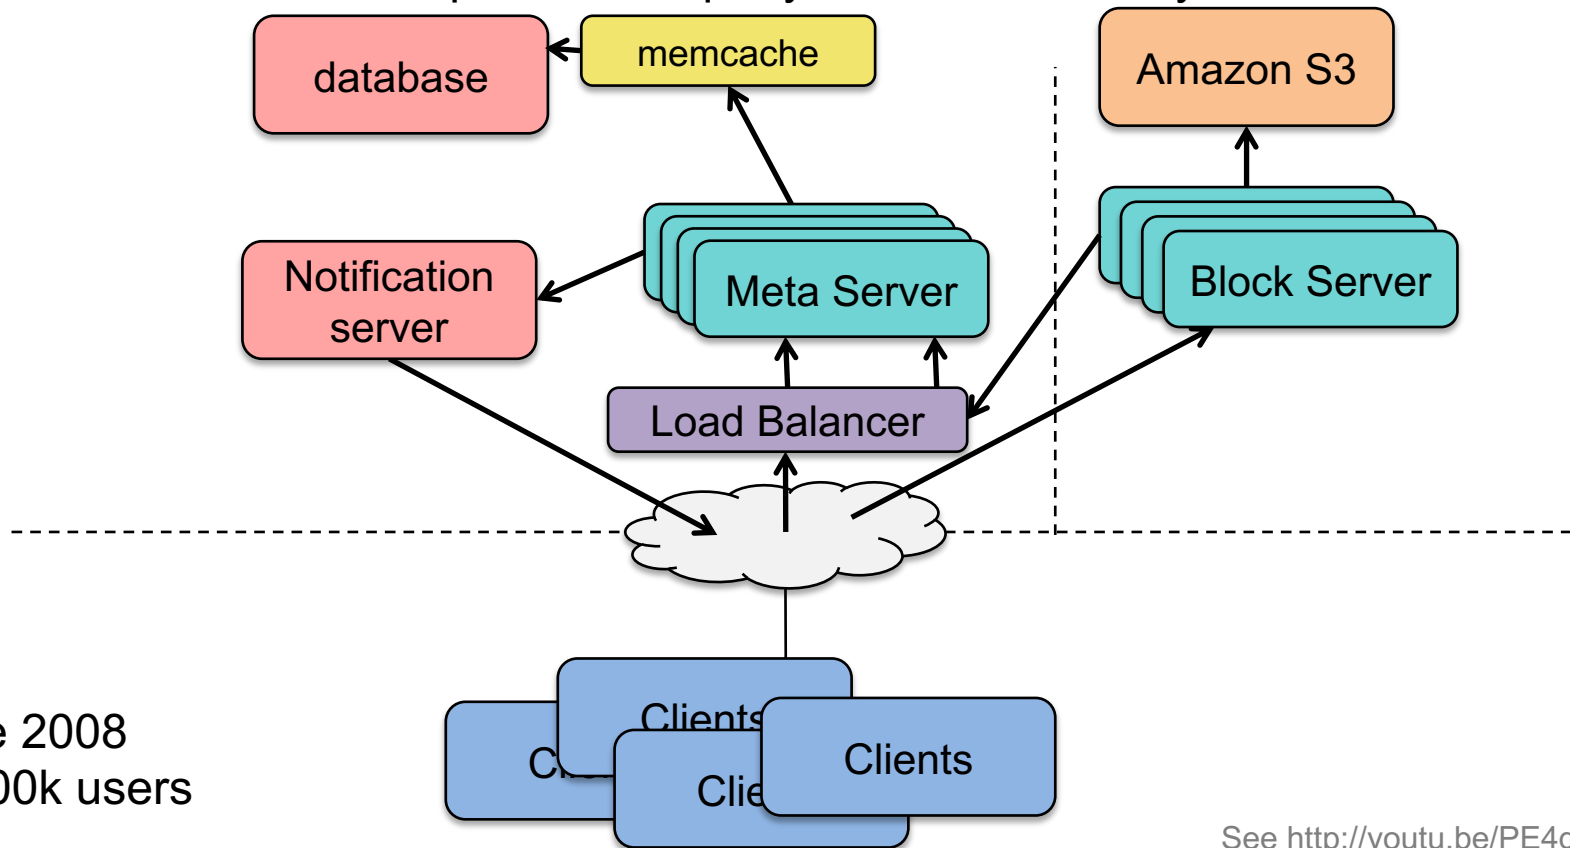 database
memcache
Amazon S3
Notification
server
Meta Server
Block Server
Load Balancer
Clients
Clie
Clients
2008
users
See http://youtu.be/PE4